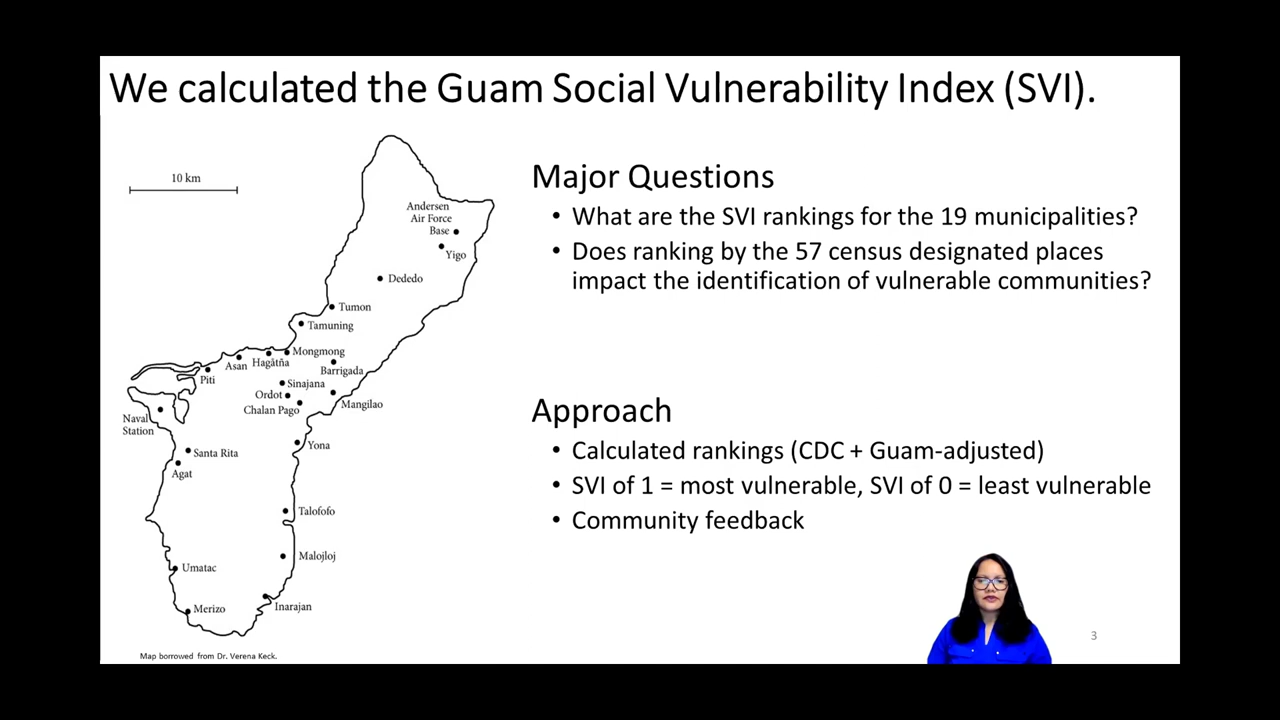 We calculated the Guam Social Vulnerability Index (SVI).
10 km
Andersen
Air Force
Base
Yigo
Dededo
Tumon
Tamuning
Mongmong
Hagåtña
Asan
Piti
Barrigada
Sinajana
Ordot
Chalan Pago
Mangilao
Naval
Station
Yona
Santa Rita
Agat
Talofofo
Malojloj
Umatac
Merizo
Inarajan
Map borrowed from Dr. Verena Keck.
Major Questions
• What are the SVI rankings for the 19 municipalities?
• Does ranking by the 57 census designated places
impact the identification of vulnerable communities?
Approach
• Calculated rankings (CDC + Guam-adjusted)
• SVI of 1 = most vulnerable, SVI of 0 = least vulnerable
• Community feedback
3